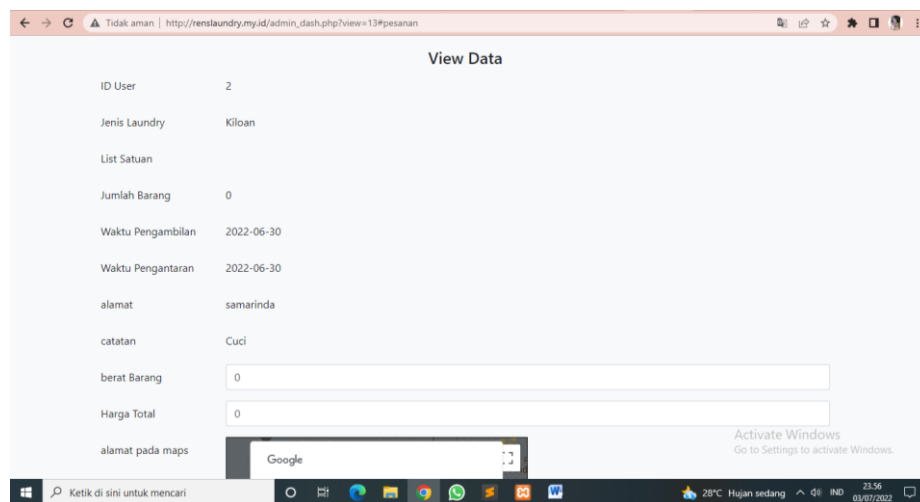 Tidak aman | http://renslaundry.my.id/admin_dash.php?view=13#pesanan
View Data
ID User 2
Jenis Laundry Kiloan
List Satuan
Jumlah Barang 0
Waktu Pengambilan 2022-06-30
Waktu Pengantaran 2022-06-30
alamat samarinda
catatan Cuci
berat Barang 0
Harga Total 0
alamat pada maps Google
Activate Windows
Go to Settings to activate Windows.
Ketik di sini untuk mencari
28°C Hujan sedang IND 23.56
03/07/2022